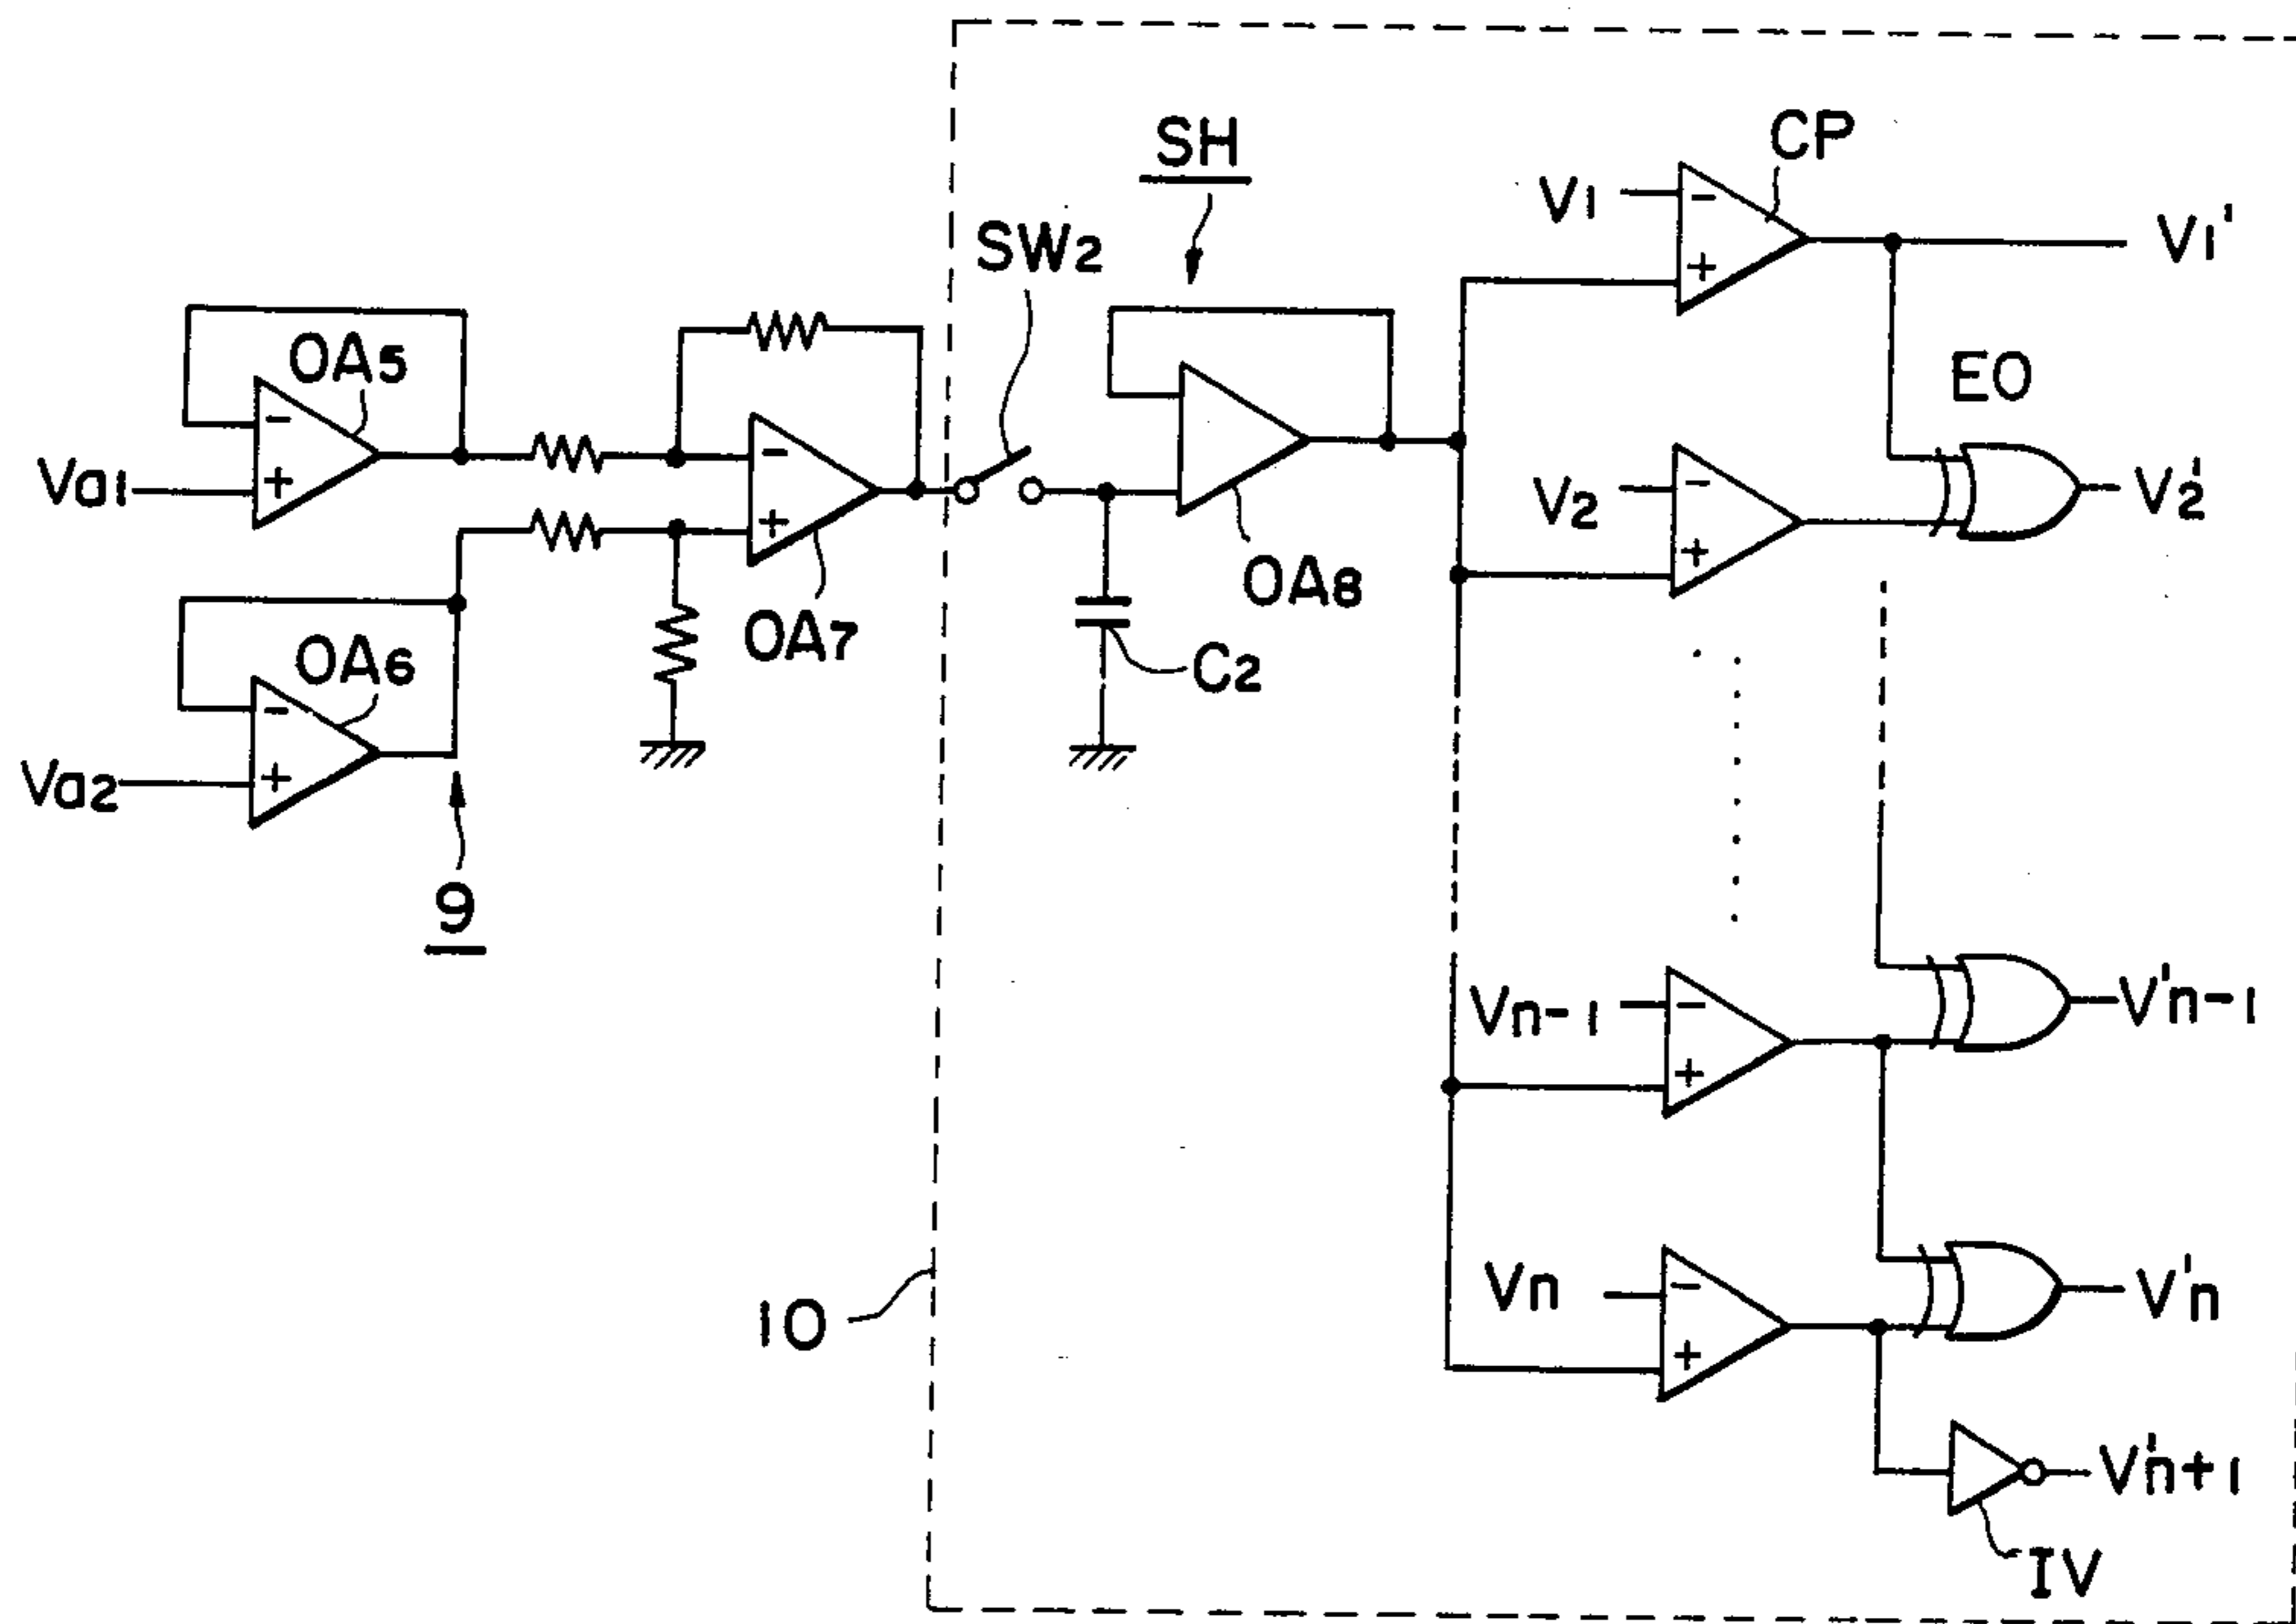 CP
SH
V1
V1'
SW2
OA5
EO
Va1
V2
V2'
OA8
OA7
OA6
C2
Va2
9
Vn-1
V'n-1
Vn
V'n
10
V'n+1
IV